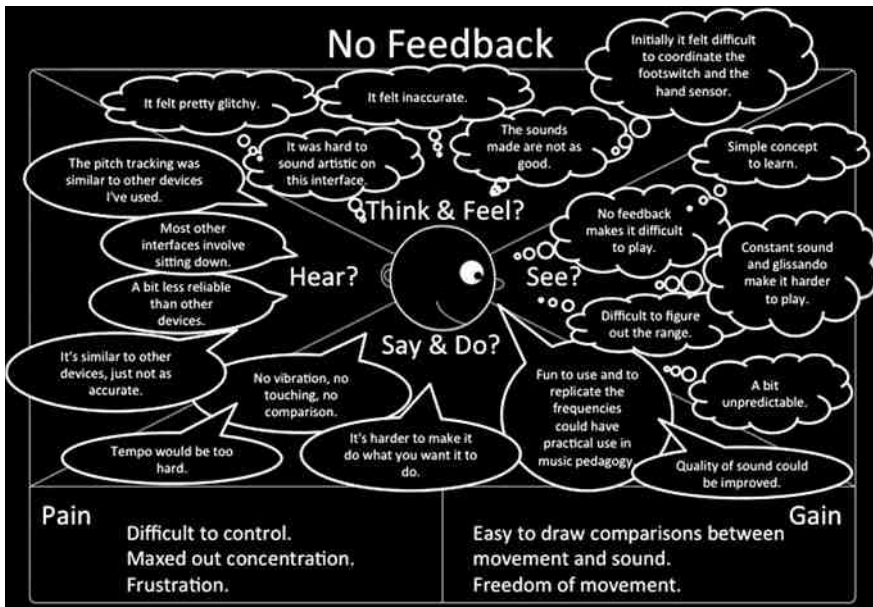 No Feedback
Initially it felt difficult
to coordinate the
footswitch and the
hand sensor.
It felt pretty glitchy.
It felt inaccurate.
It was hard to
sound artistic on
this interface.
The sounds
made are not as
good.
Simple concept
to learn.
The pitch tracking was
similar to other devices
I've used.
Think & Feel?
No feedback
makes it difficult
to play.
Most other
interfaces involve
sitting down.
Hear?
See?
Constant sound
and glissando
make it harder
to play.
A bit less reliable
than other
devices.
Difficult to figure
out the range.
Say & Do?
It's similar to other
devices, just not as
accurate.
No vibration, no
touching, no
comparison.
Fun to use and to
replicate the
frequencies
could have
practical use in
music pedagogy
A bit
unpredictable.
Tempo would be too
hard.
It's harder to make it
do what you want it to
do.
Quality of sound could
be improved.
Pain
Difficult to control.
Maxed out concentration.
Frustration.
Gain
Easy to draw comparisons between
movement and sound.
Freedom of movement.